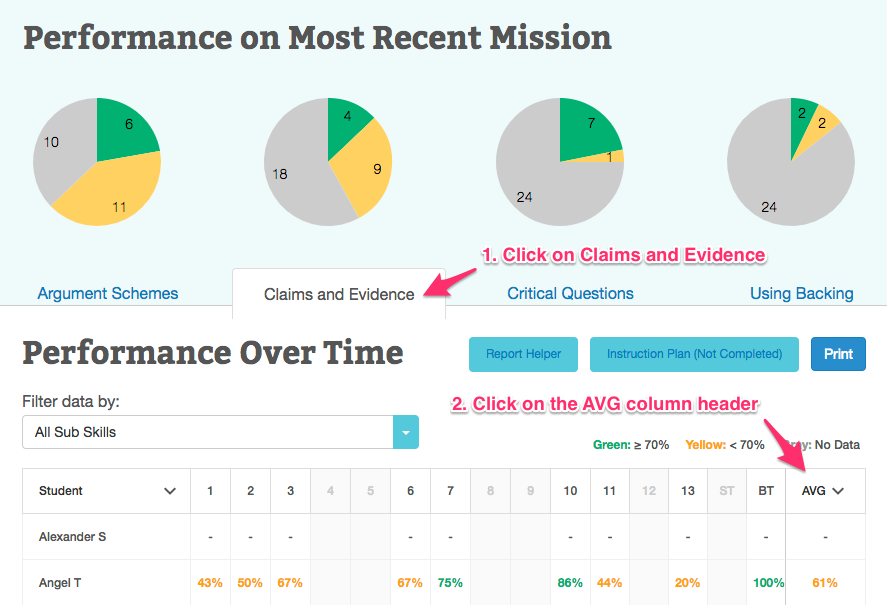 Performance on Most Recent Mission
6
10
11
4
9
18
7
1
24
2
2
24
1. Click on Claims and Evidence
Argument Schemes
Claims and Evidence
Critical Questions
Using Backing
Performance Over Time
Report Helper
Instruction Plan (Not Completed)
Print
Filter data by:
2. Click on the AVG column header
All Sub Skills
Green: ≥ 70% Yellow: < 70% Gray: No Data
Student 1 2 3 4 5 6 7 8 9 10 11 12 13 ST BT AVG
Alexander S - - - - - - - - - -
Angel T 43% 50% 67% 67% 75% 86% 44% 20% 100% 61%